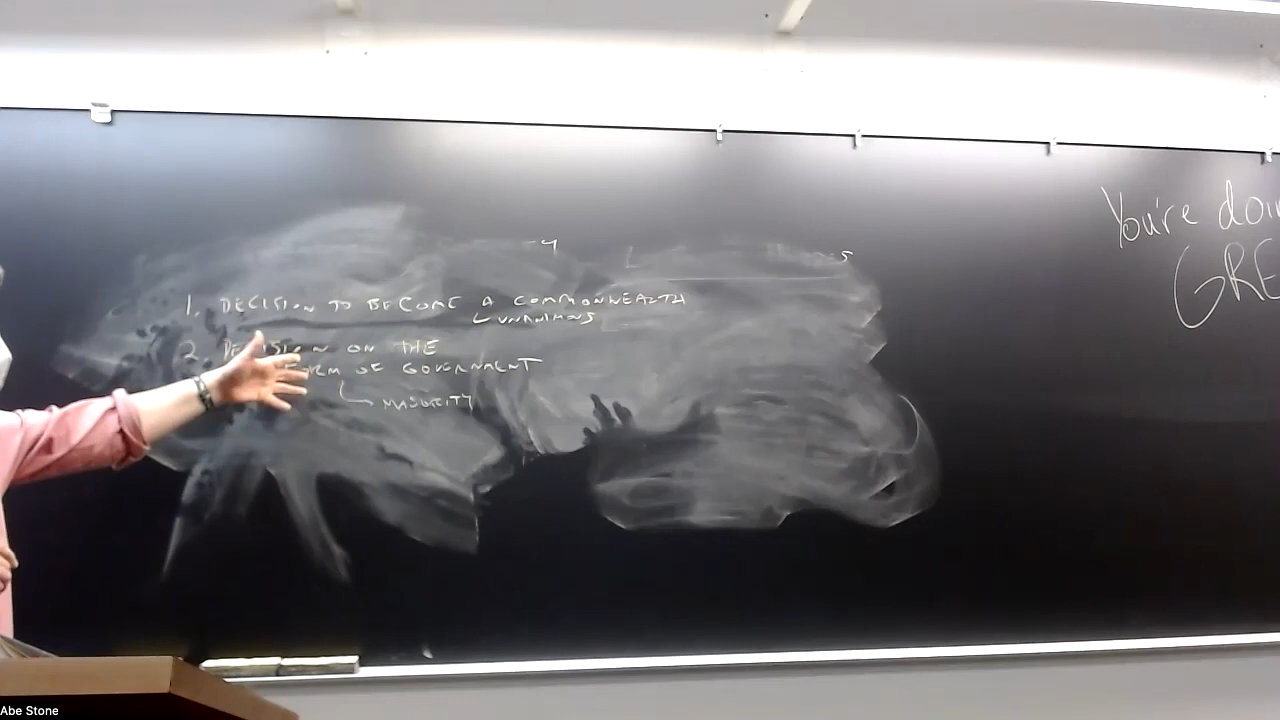 You're doin
GRE
1. DECISION TO BECOME A COMMONWEALTH
UNANIMOUS
2. DECISION ON THE
FORM OF GOVERNMENT
MAJORITY
Abe Stone